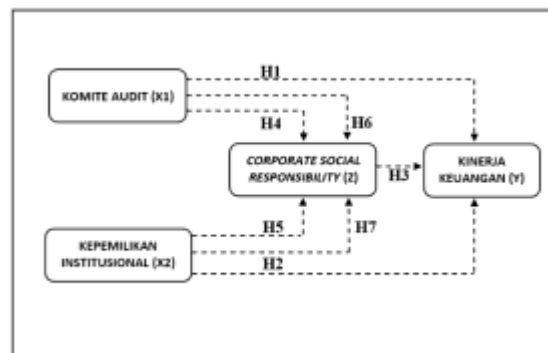 H1
KOMITE AUDIT (X1)
H4
H6
CORPORATE SOCIAL
RESPONSIBILITY (Z)
H3
KINERJA
KEUANGAN (Y)
H5
H7
KEPEMILIKAN
INSTITUSIONAL (X2)
H2